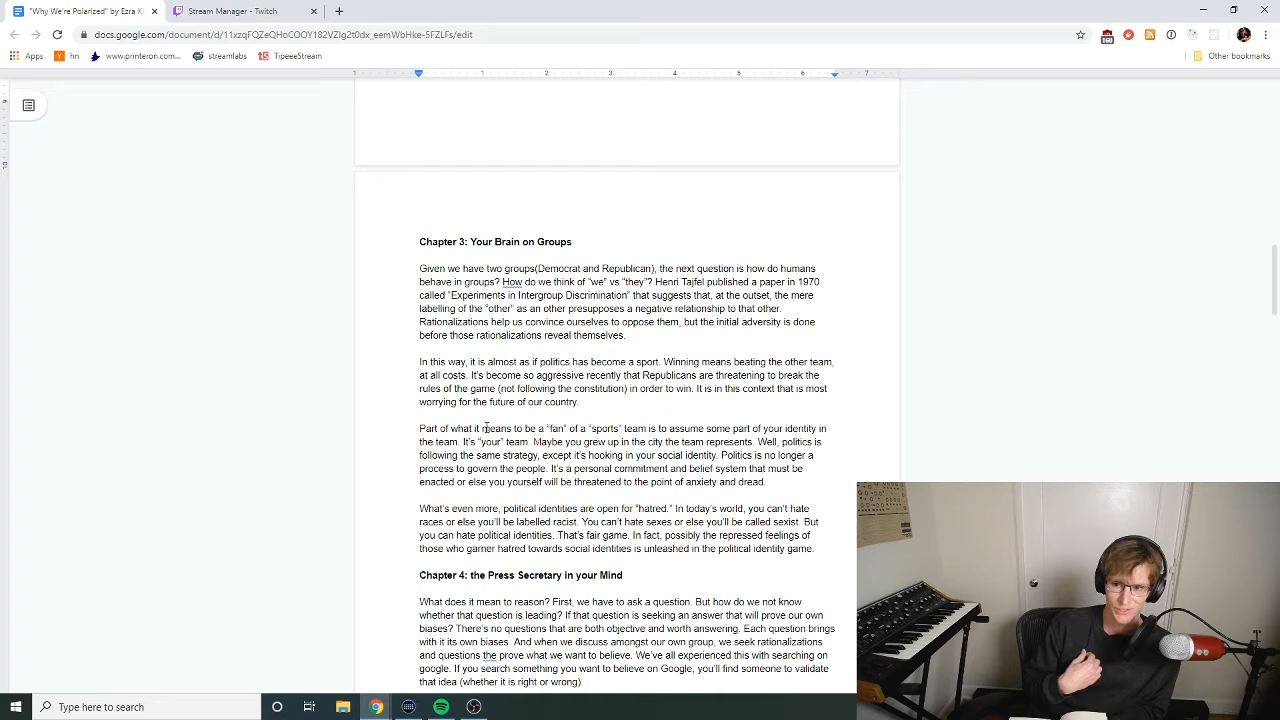 "Why We're Polarized" by Ezra Kl
Stream Manager - Twitch
docs.google.com/document/d/11xzqFQZeQHoCOOY182VZIg2t0dx_eemWbHke-5FZLFs/edit
160
Apps
hn
www.printeron.com...
streamlabs
TipeeeStream
Other bookmarks
1 1 2 3 4 5 6 7
Chapter 3: Your Brain on Groups
Given we have two groups(Democrat and Republican), the next question is how do humans
behave in groups? How do we think of “we” vs “they”? Henri Tajfel published a paper in 1970
called “Experiments in Intergroup Discrimination” that suggests that, at the outset, the mere
labelling of the “other” as an other presupposes a negative relationship to that other.
Rationalizations help us convince ourselves to oppose them, but the initial adversity is done
before those rationalizations reveal themselves.
In this way, it is almost as if politics has become a sport. Winning means beating the other team,
at all costs. It’s become so aggressive recently that Republicans are threatening to break the
rules of the game (not following the constitution) in order to win. It is in this context that is most
worrying for the future of our country.
Part of what it means to be a “fan” of a “sports” team is to assume some part of your identity in
the team. It’s “your” team. Maybe you grew up in the city the team represents. Well, politics is
following the same strategy, except it’s hooking in your social identity. Politics is no longer a
process to govern the people. It’s a personal commitment and belief system that must be
enacted or else you yourself will be threatened to the point of anxiety and dread.
What’s even more, political identities are open for “hatred.” In today’s world, you can’t hate
races or else you’ll be labelled racist. You can’t hate sexes or else you’ll be called sexist. But
you can hate political identities. That’s fair game. In fact, possibly the repressed feelings of
those who garner hatred towards social identities is unleashed in the political identity game.
Chapter 4: the Press Secretary in your Mind
What does it mean to reason? First, we have to ask a question. But how do we not know
whether that question is leading? If that question is seeking an answer that will prove our own
biases? There’s no questions that are both objective and worth answering. Each question brings
with it its own biases. And when we discuss amongst our own group, we seek rationalizations
and questions the prove what we want to believe. We’ve all experienced this with searching on
google. If you search something you want to believe on Google, you’ll find someone to validate
that idea (whether it is right or wrong).
Type here to search